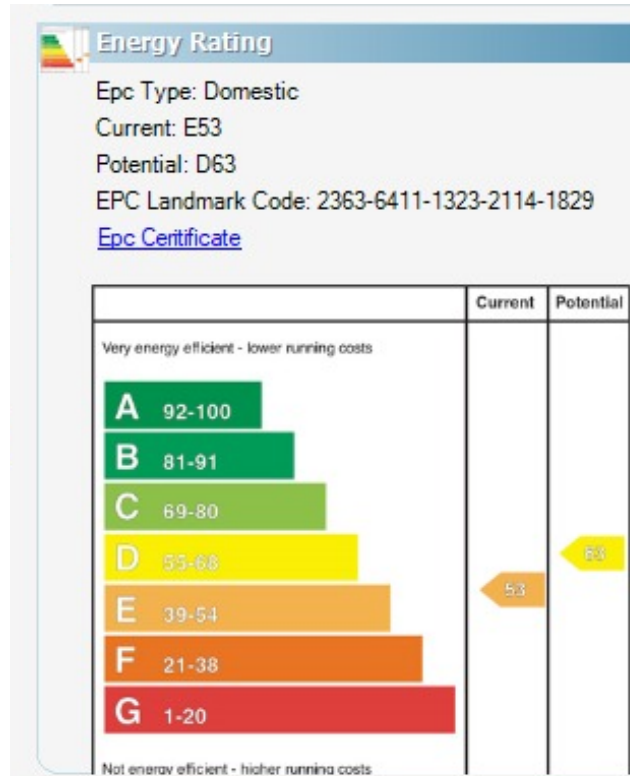 Energy Rating
Epc Type: Domestic
Current: E53
Potential: D63
EPC Landmark Code: 2363-6411-1323-2114-1829
Epc Ceritificate
Current Potential
Very energy efficient - lower running costs
A 92-100
B 81-91
C 69-80
D 55-68
63
53
E 39-54
F 21-38
G 1-20
Not energy efficient - higher running costs